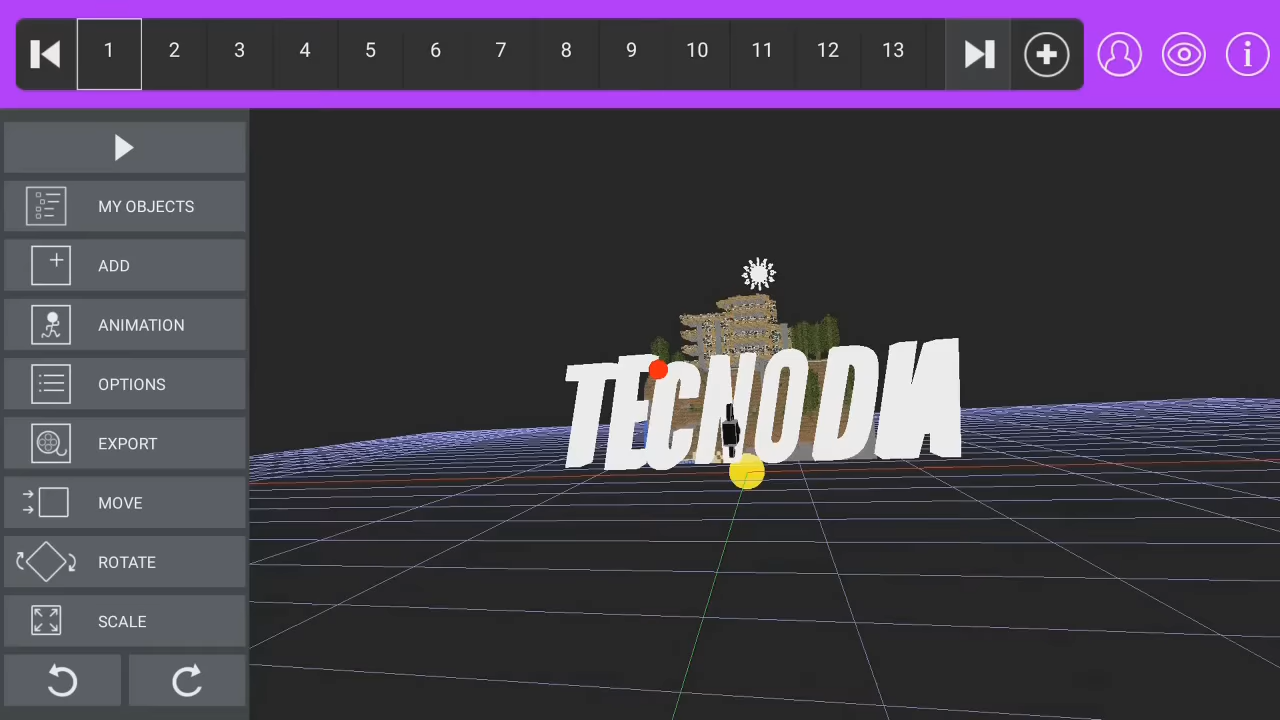 1 2 3 4 5 6 7 8 9 10 11 12 13
i
MY OBJECTS
ADD
ANIMATION
OPTIONS
EXPORT
MOVE
ROTATE
SCALE
TECNO